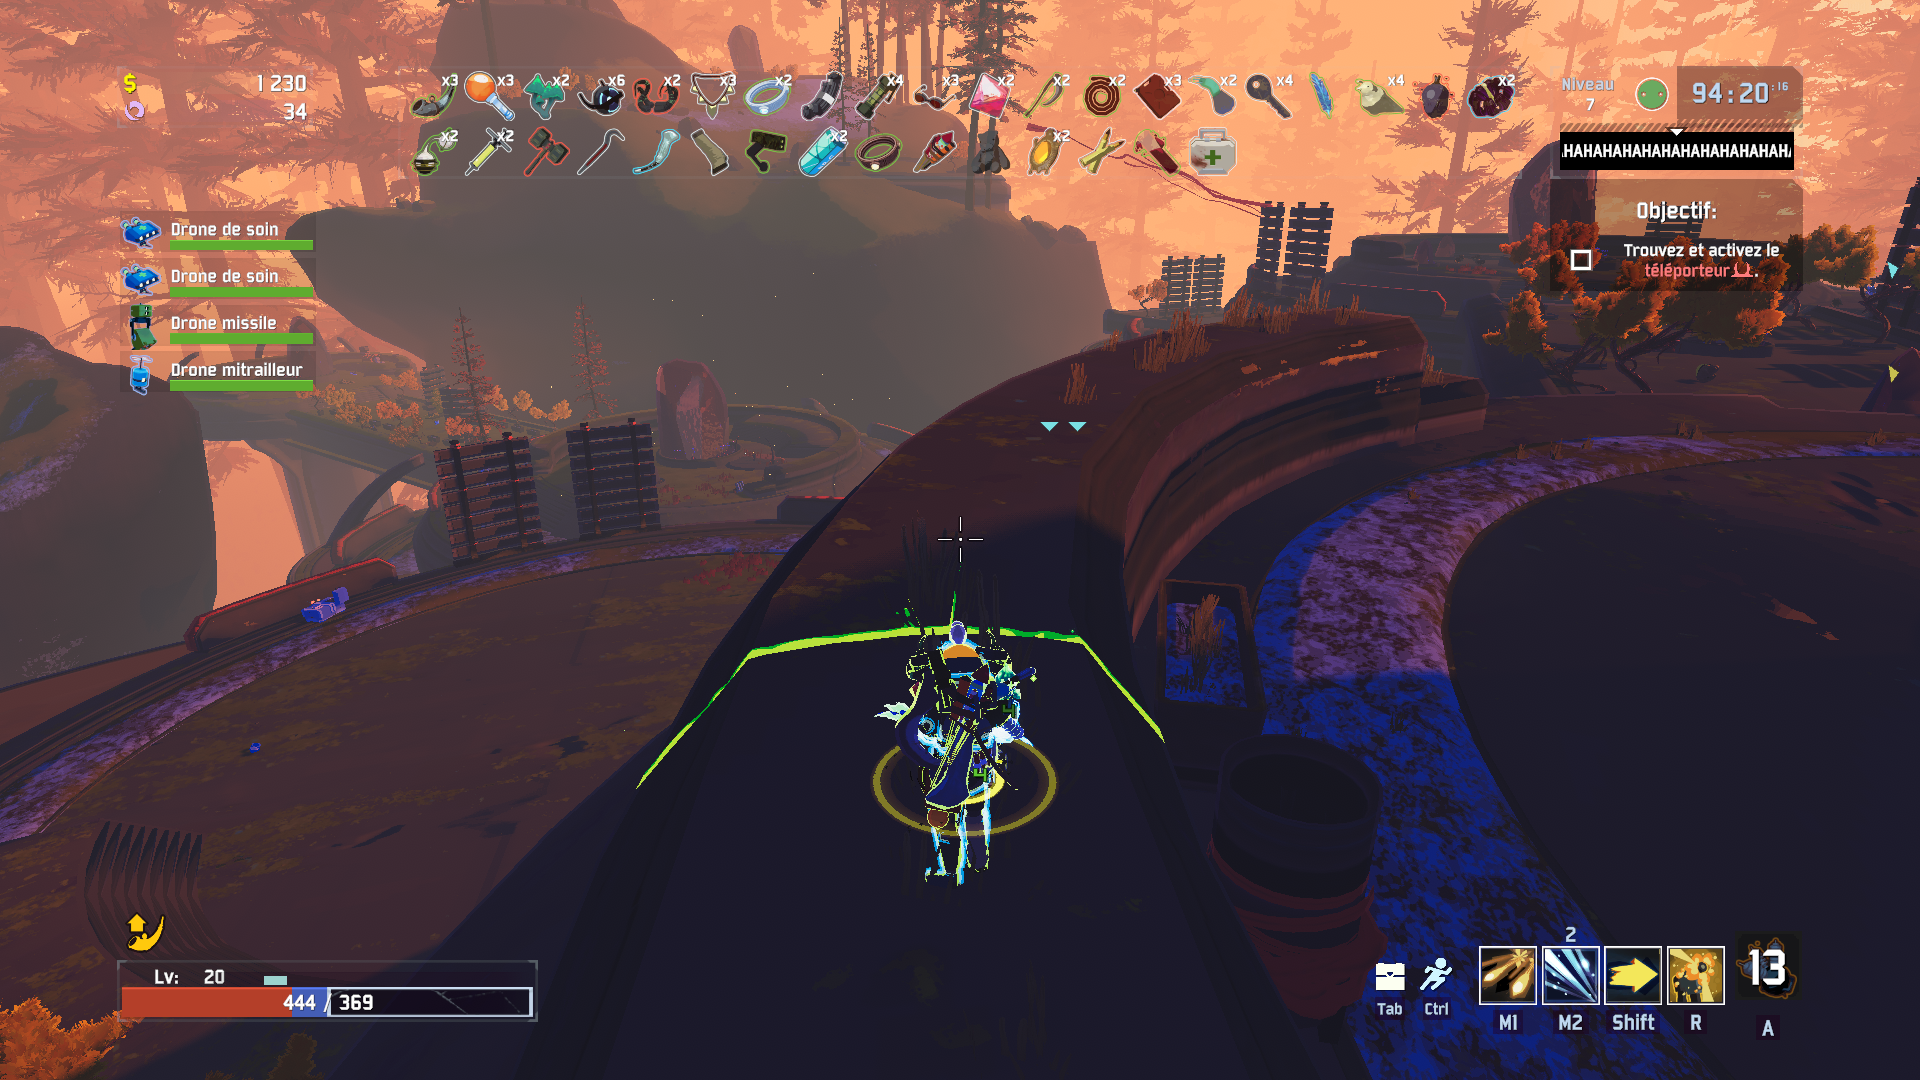 $ 1 230
34
x3 x3 x2 x6 x2 x3 x2 x4 x3 x2 x2 x2 x3 x2 x4 x4 x2
x2 x2 x2 x2
Niveau
7
94:20:16
HAHAHAHAHAHAHAHAHAHAHAHA
Objectif:
Trouvez et activez le
téléporteur.
Drone de soin
Drone de soin
Drone missile
Drone mitrailleur
Lv: 20
444 / 369
2
13
Tab Ctrl
M1 M2 Shift R A